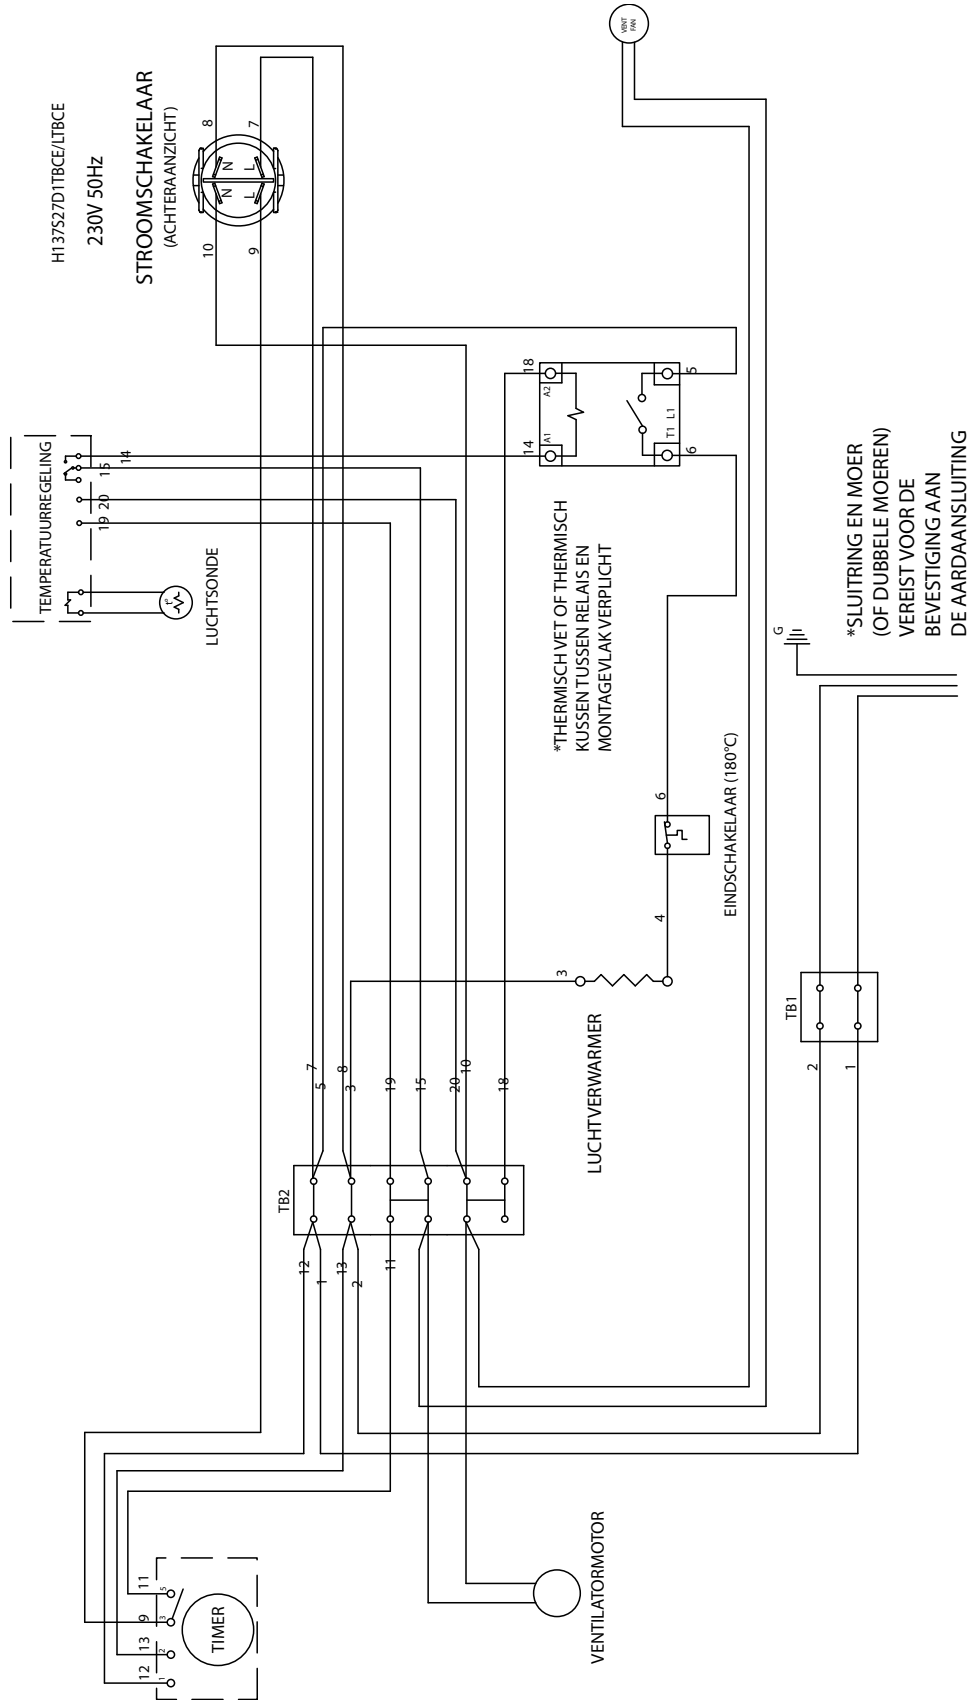 H137S27D1TBCE/LTBCE
230V 50Hz
STROOMSCHAKELAAR
(ACHTERAANZICHT)
8
7
N
L
N
L
10
9
VENT
FAN
TEMPERATUURREGELING
14
15
20
19
t°
LUCHTSONDE
18
A2
14
A1
5
L1
T1
6
*THERMISCH VET OF THERMISCH
KUSSEN TUSSEN RELAIS EN
MONTAGEVLAK VERPLICHT
G
*SLUITRING EN MOER
(OF DUBBELE MOEREN)
VEREIST VOOR DE
BEVESTIGING AAN
DE AARDAANSLUITING
6
4
EINDSCHAKELAAR (180°C)
3
LUCHTVERWARMER
TB1
2
1
TB2
7
5
8
3
19
15
20
10
18
12
1
13
2
11
TIMER
11
9
13
12
5
3
2
1
VENTILATORMOTOR